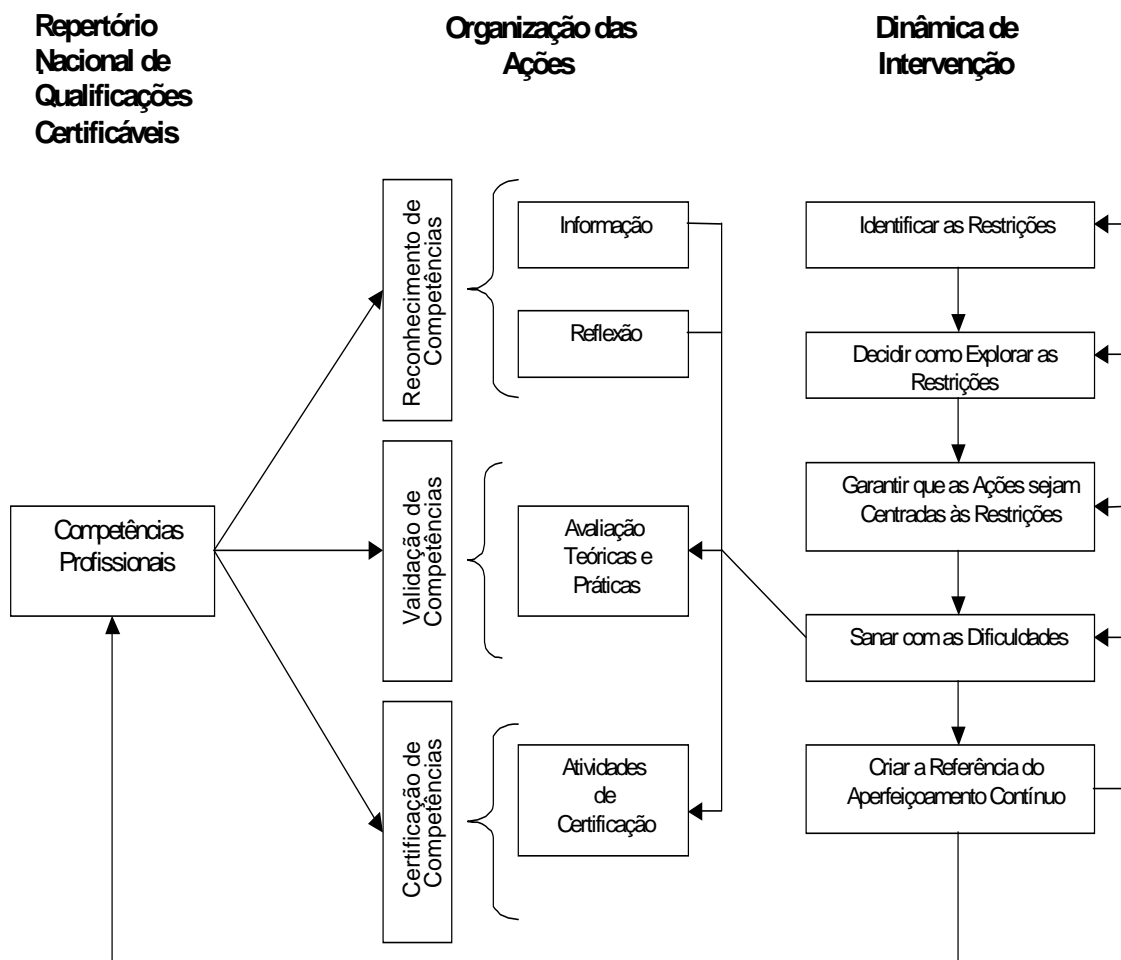 Repertório
Nacional de
Qualificações
Certificáveis
Organização das
Ações
Dinâmica de
Intervenção
Reconhecimento de
Competências
Informação
Reflexão
Identificar as Restrições
Decidir como Explorar as
Restrições
Competências
Profissionais
Validação de
Competências
Avaliação
Teóricas e
Práticas
Garantir que as Ações sejam
Centradas às Restrições
Sanar com as Dificuldades
Certificação de
Competências
Atividades
de
Certificação
Criar a Referência do
Aperfeiçoamento Contínuo